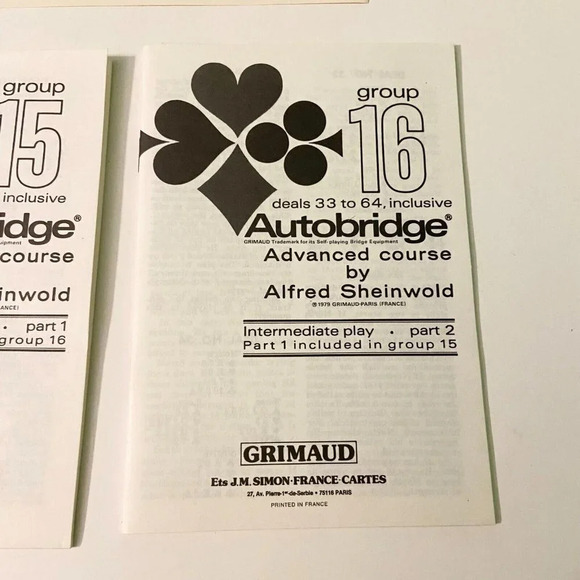 group
15
inclusive
idge®
uipment
course
einwold
ANCE)
. part 1
group 16
group
16
deals 33 to 64, inclusive
Autobridge®
GRIMAUD Trademark for its Self-playing Bridge Equipment
Advanced course
by
Alfred Sheinwold
℗ 1979 GRIMAUD-PARIS (FRANCE)
Intermediate play . part 2
Part 1 included in group 15
GRIMAUD
Ets J.M. SIMON·FRANCE·CARTES
27, Av. Pierre-1er-de-Serbie • 75116 PARIS
PRINTED IN FRANCE